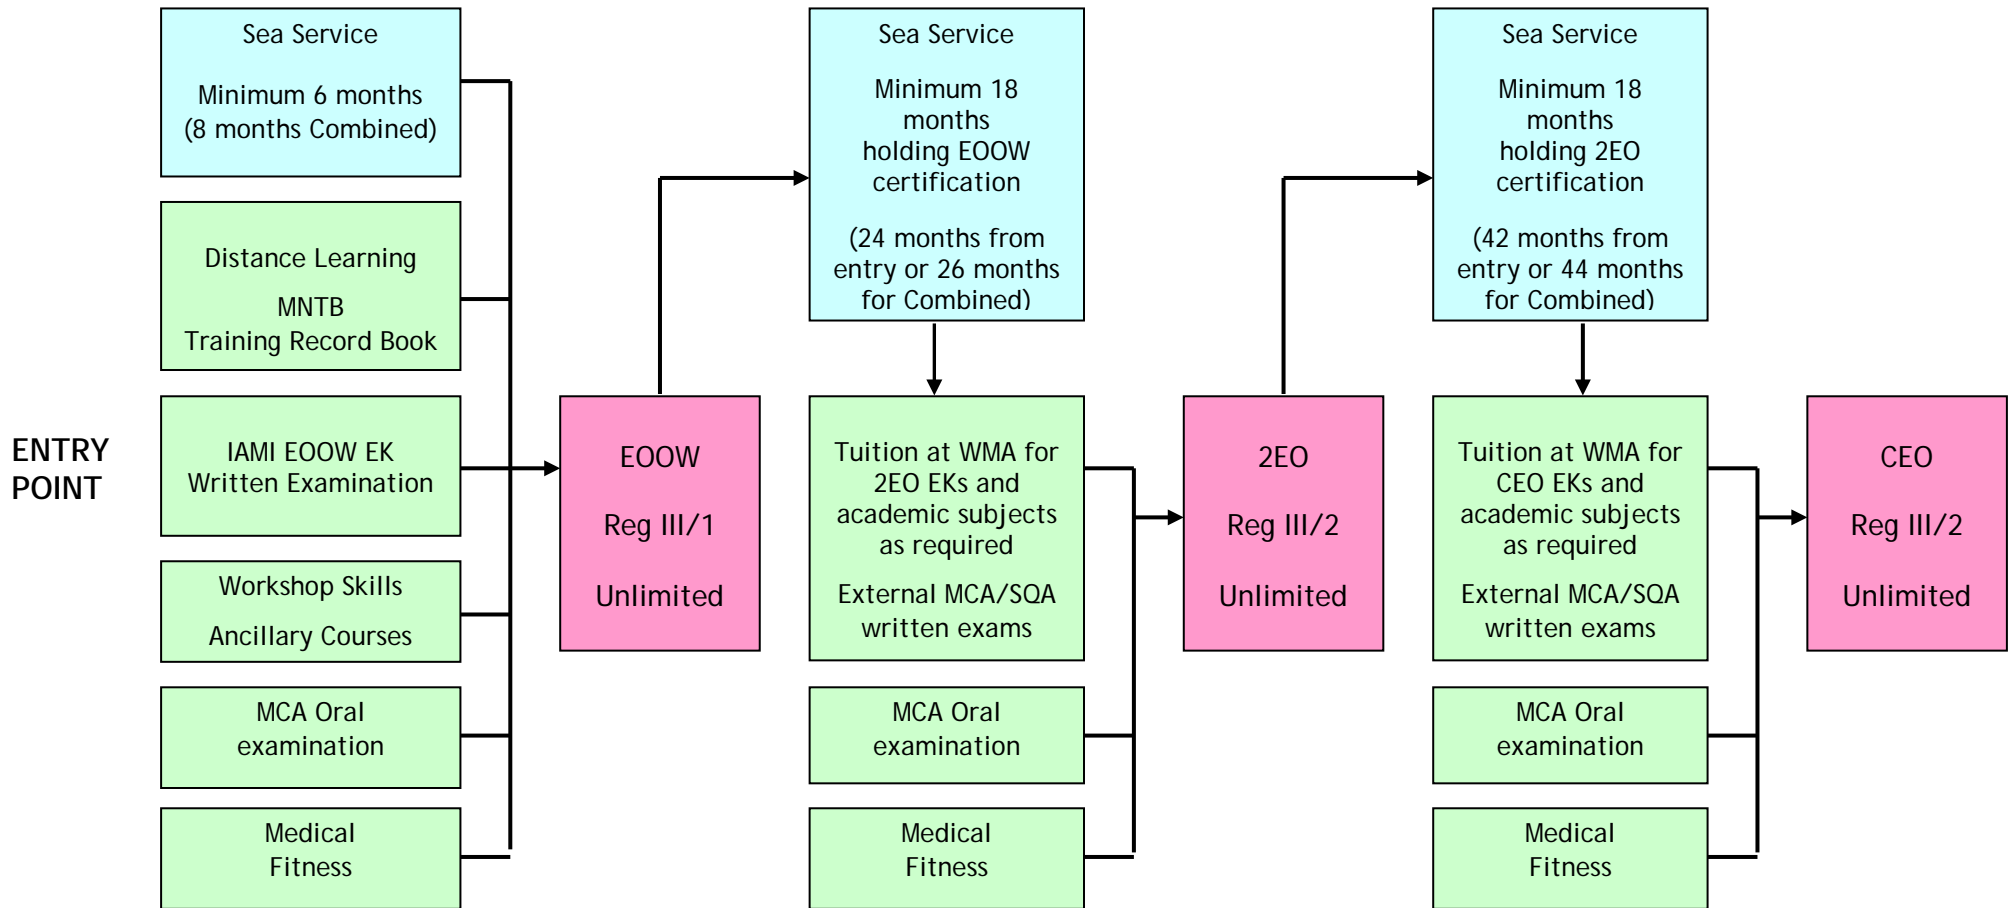 ENTRY
POINT
Sea Service
Minimum 6 months
(8 months Combined)
Distance Learning
MNTB
Training Record Book
IAMI EOOW EK
Written Examination
Workshop Skills
Ancillary Courses
MCA Oral
examination
Medical
Fitness
EOOW
Reg III/1
Unlimited
Sea Service
Minimum 18
months
holding EOOW
certification
(24 months from
entry or 26 months
for Combined)
Tuition at WMA for
2EO EKs and
academic subjects
as required
External MCA/SQA
written exams
MCA Oral
examination
Medical
Fitness
2EO
Reg III/2
Unlimited
Sea Service
Minimum 18
months
holding 2EO
certification
(42 months from
entry or 44 months
for Combined)
Tuition at WMA for
CEO EKs and
academic subjects
as required
External MCA/SQA
written exams
MCA Oral
examination
Medical
Fitness
CEO
Reg III/2
Unlimited